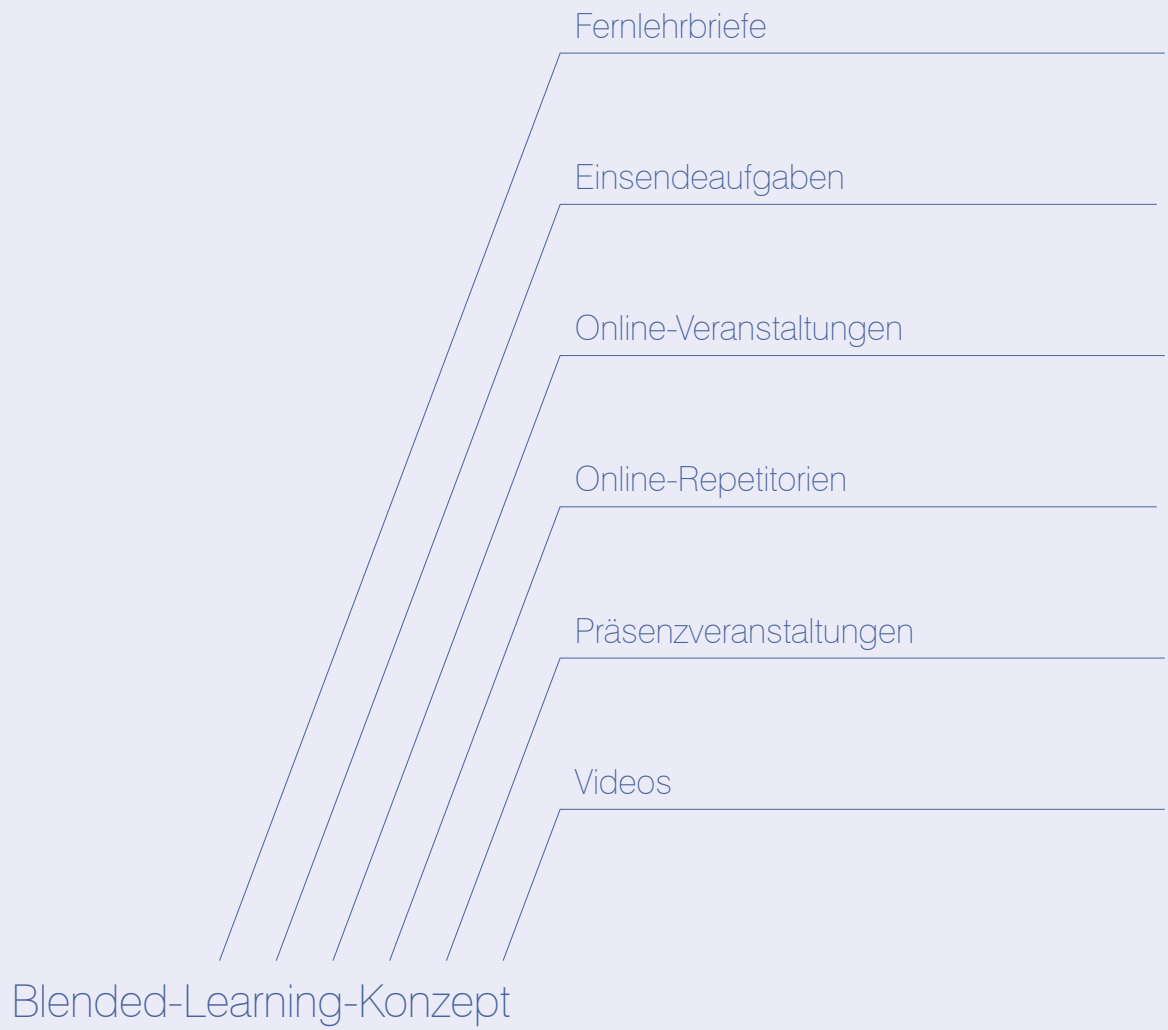 Fernlehrbriefe
Einsendeaufgaben
Online-Veranstaltungen
Online-Repetitorien
Präsenzveranstaltungen
Videos
Blended-Learning-Konzept